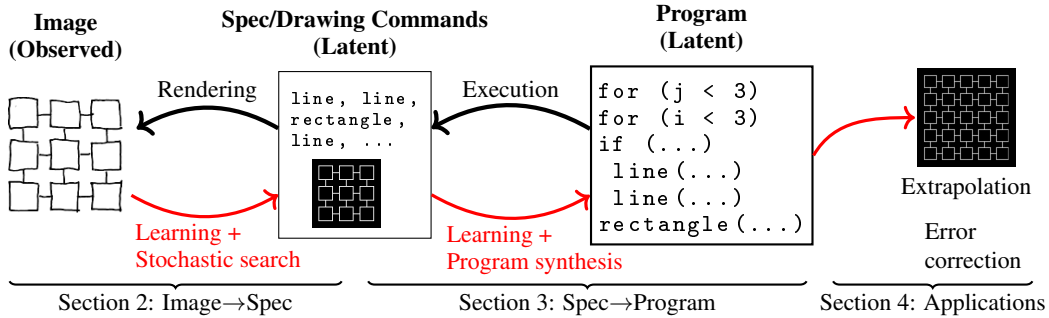 Image
(Observed)
Spec/Drawing Commands
(Latent)
Program
(Latent)
Rendering
line, line,
rectangle,
line, ...
Execution
for (j < 3)
for (i < 3)
if (...)
line(...)
line(...)
rectangle(...)
Extrapolation
Learning +
Stochastic search
Learning +
Program synthesis
Error
correction
Section 2: Image→Spec
Section 3: Spec→Program
Section 4: Applications